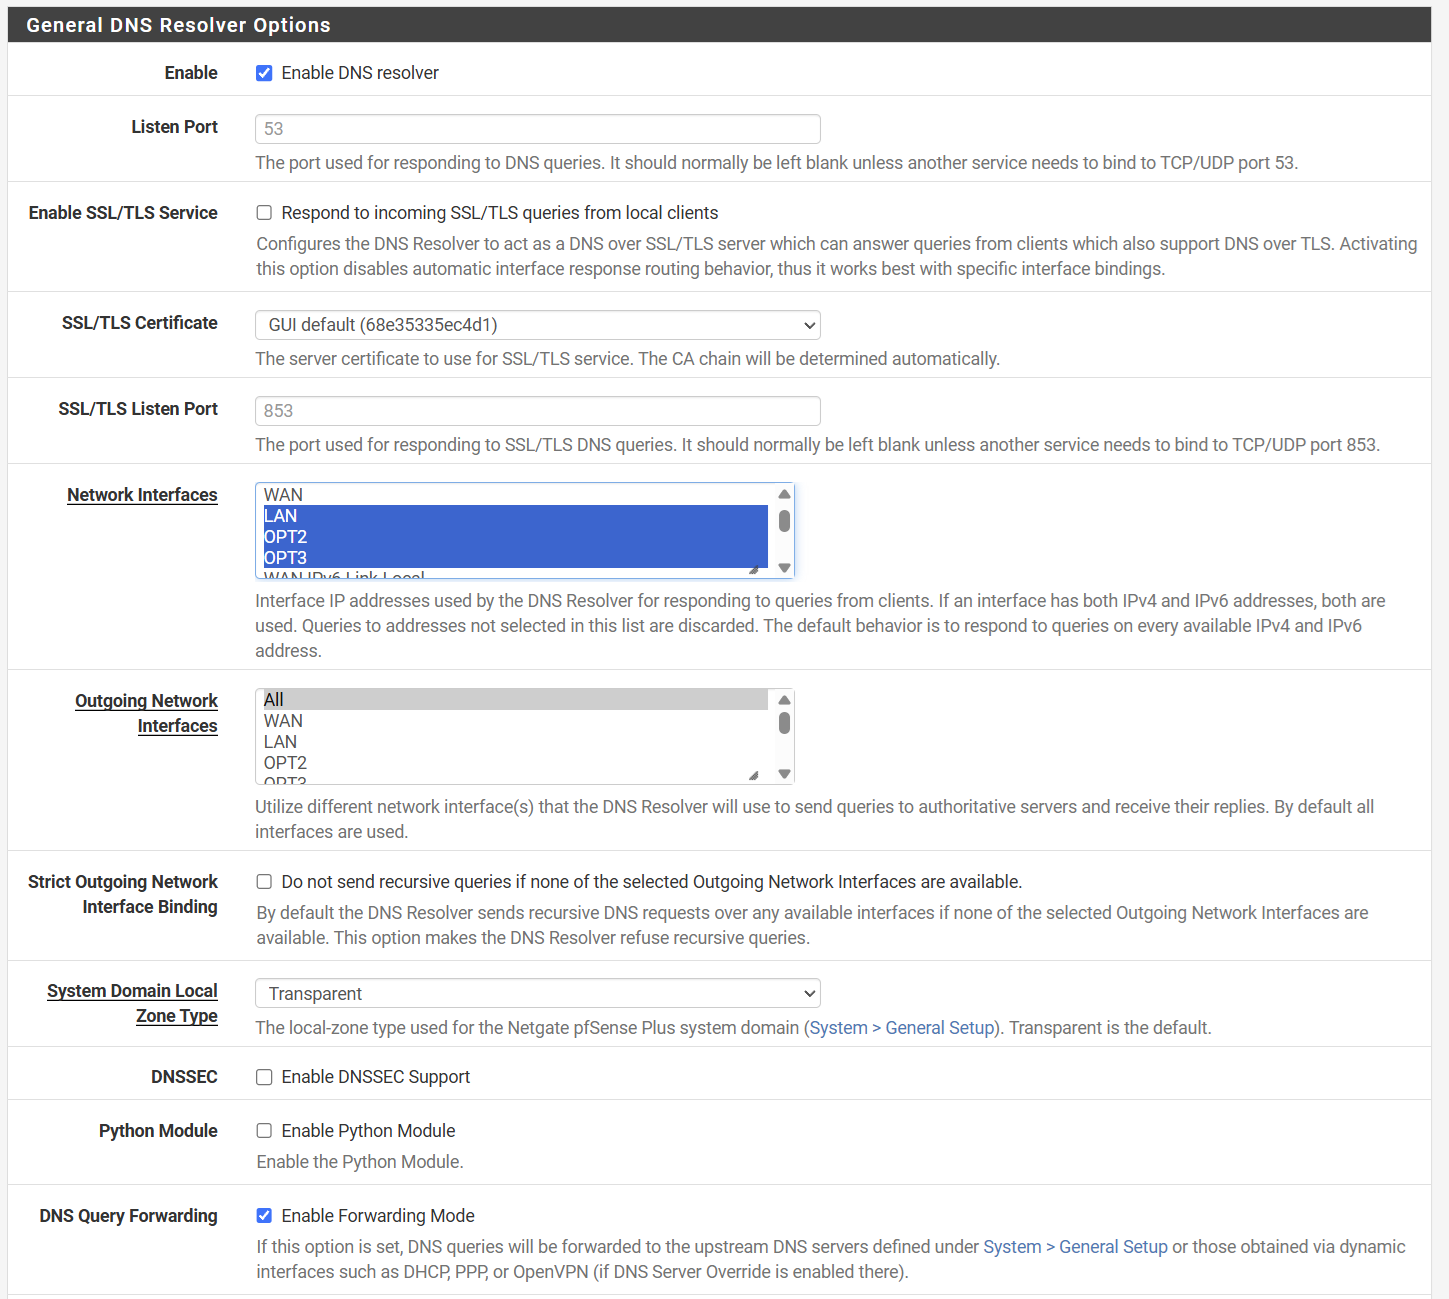 General DNS Resolver Options
Enable
Enable DNS resolver
Listen Port
53
The port used for responding to DNS queries. It should normally be left blank unless another service needs to bind to TCP/UDP port 53.
Enable SSL/TLS Service
Respond to incoming SSL/TLS queries from local clients
Configures the DNS Resolver to act as a DNS over SSL/TLS server which can answer queries from clients which also support DNS over TLS. Activating
this option disables automatic interface response routing behavior, thus it works best with specific interface bindings.
SSL/TLS Certificate
GUI default (68e35335ec4d1)
The server certificate to use for SSL/TLS service. The CA chain will be determined automatically.
SSL/TLS Listen Port
853
The port used for responding to SSL/TLS DNS queries. It should normally be left blank unless another service needs to bind to TCP/UDP port 853.
Network Interfaces
WAN
LAN
OPT2
OPT3
WAN IPv6 Link-Local
Interface IP addresses used by the DNS Resolver for responding to queries from clients. If an interface has both IPv4 and IPv6 addresses, both are
used. Queries to addresses not selected in this list are discarded. The default behavior is to respond to queries on every available IPv4 and IPv6
address.
Outgoing Network
Interfaces
All
WAN
LAN
OPT2
OPT3
Utilize different network interface(s) that the DNS Resolver will use to send queries to authoritative servers and receive their replies. By default all
interfaces are used.
Strict Outgoing Network
Interface Binding
Do not send recursive queries if none of the selected Outgoing Network Interfaces are available.
By default the DNS Resolver sends recursive DNS requests over any available interfaces if none of the selected Outgoing Network Interfaces are
available. This option makes the DNS Resolver refuse recursive queries.
System Domain Local
Zone Type
Transparent
The local-zone type used for the Netgate pfSense Plus system domain (System > General Setup). Transparent is the default.
DNSSEC
Enable DNSSEC Support
Python Module
Enable Python Module
Enable the Python Module.
DNS Query Forwarding
Enable Forwarding Mode
If this option is set, DNS queries will be forwarded to the upstream DNS servers defined under System > General Setup or those obtained via dynamic
interfaces such as DHCP, PPP, or OpenVPN (if DNS Server Override is enabled there).